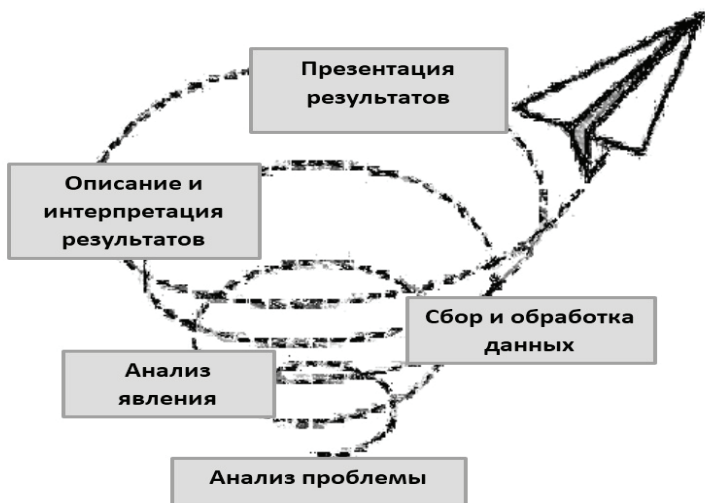 Презентация
результатов
Описание и
интерпретация
результатов
Сбор и обработка
данных
Анализ
явления
Анализ проблемы